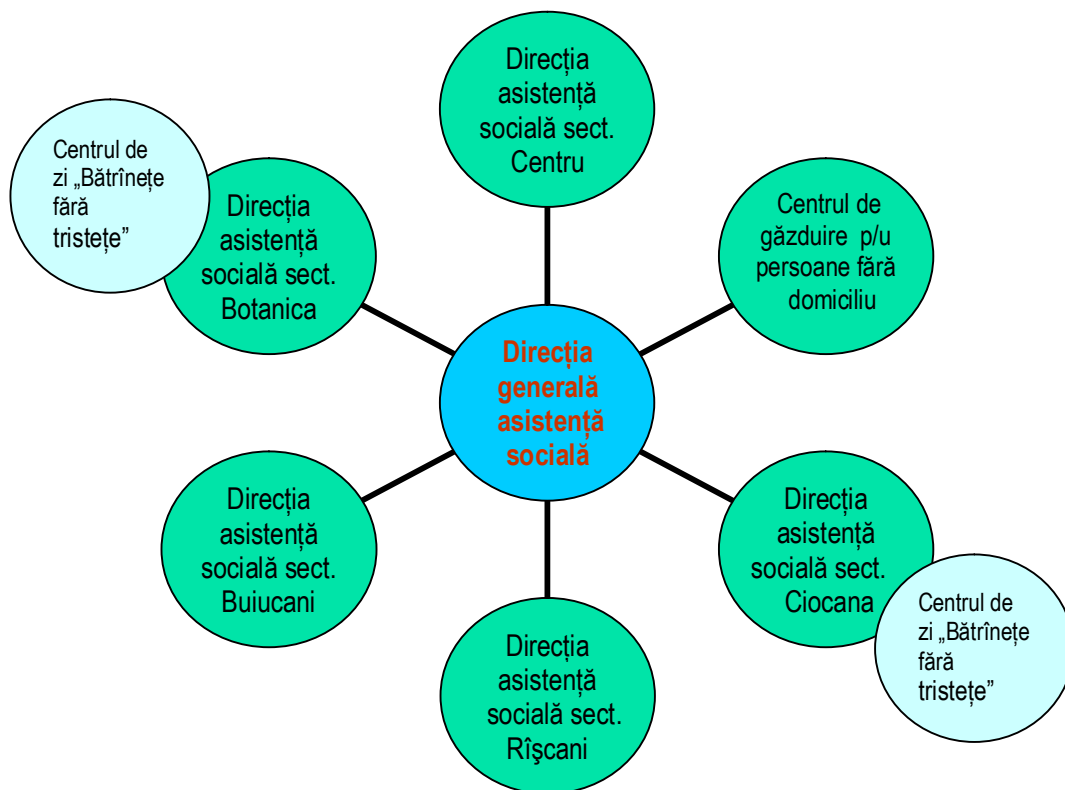 Direcția
asistență
socială sect.
Centru
Centrul de
zi „Bătrînețe
fără
tristețe”
Direcția
asistență
socială sect.
Botanica
Centrul de
găzduire p/u
persoane fără
domiciliu
Direcția
generală
asistență
socială
Direcția
asistență
socială sect.
Buiucani
Direcția
asistență
socială sect.
Ciocana
Centrul de
zi „Bătrînețe
fără
tristețe”
Direcția
asistență
socială sect.
Rîşcani